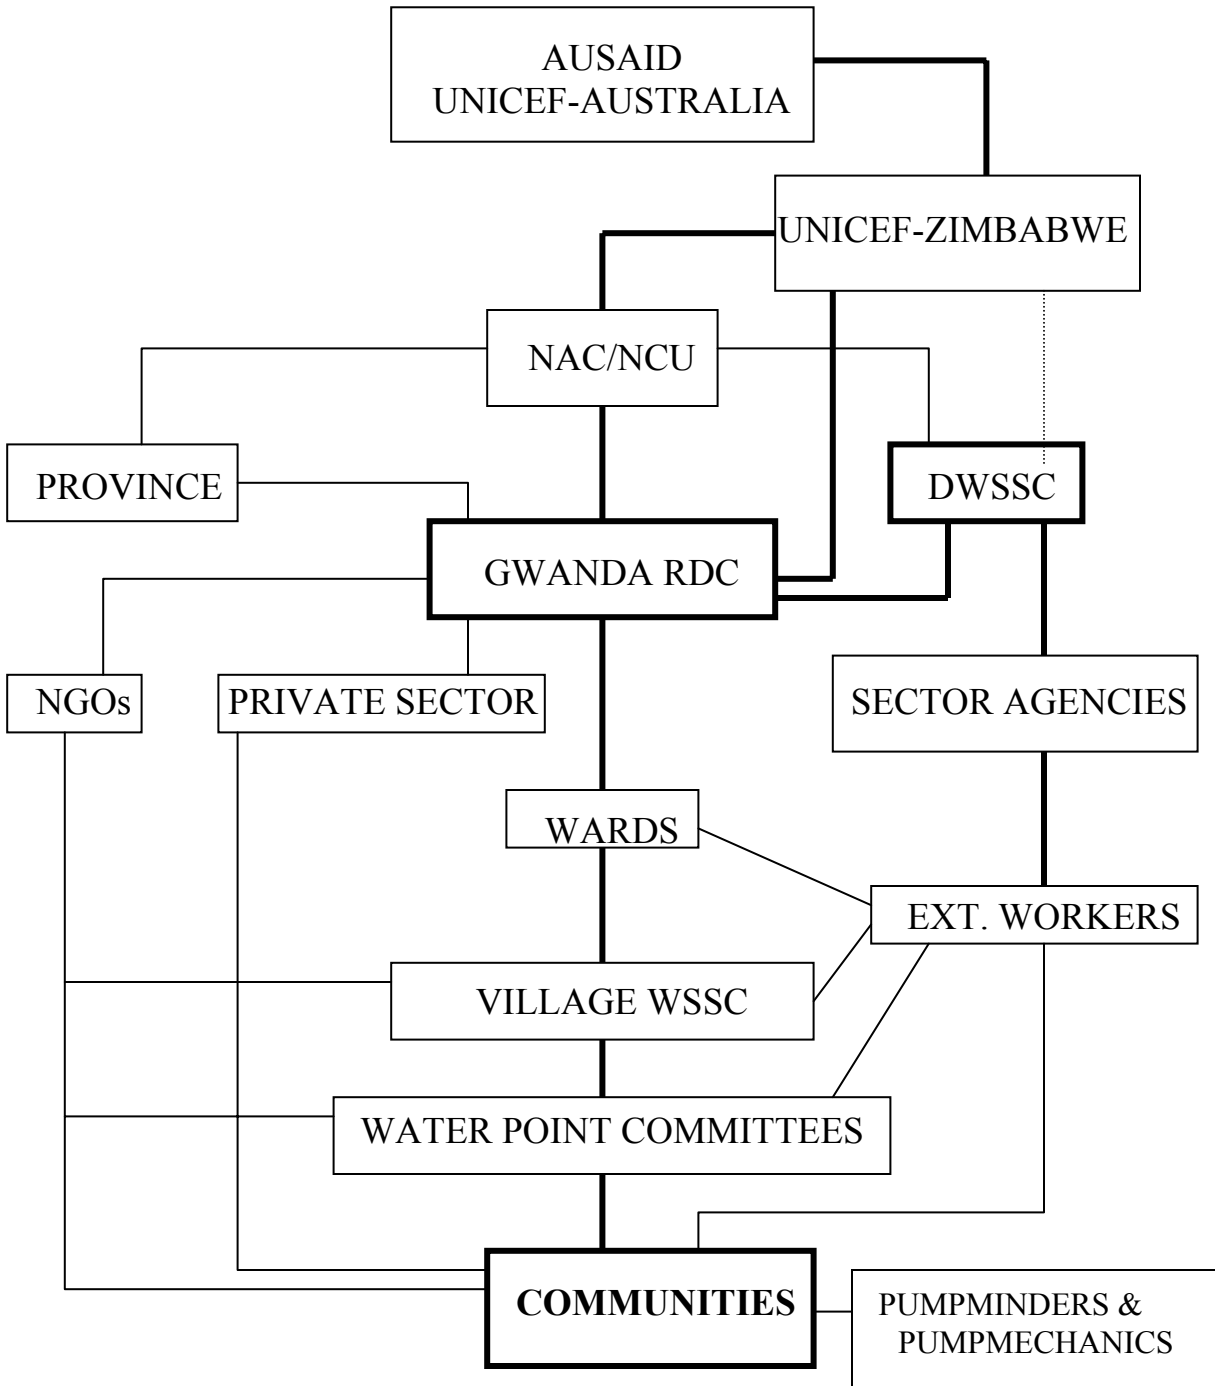 AUSAID
UNICEF-AUSTRALIA
UNICEF-ZIMBABWE
NAC/NCU
PROVINCE
DWSSC
GWANDA RDC
NGOs
PRIVATE SECTOR
SECTOR AGENCIES
WARDS
EXT. WORKERS
VILLAGE WSSC
WATER POINT COMMITTEES
COMMUNITIES
PUMPMINDERS &
PUMPMECHANICS